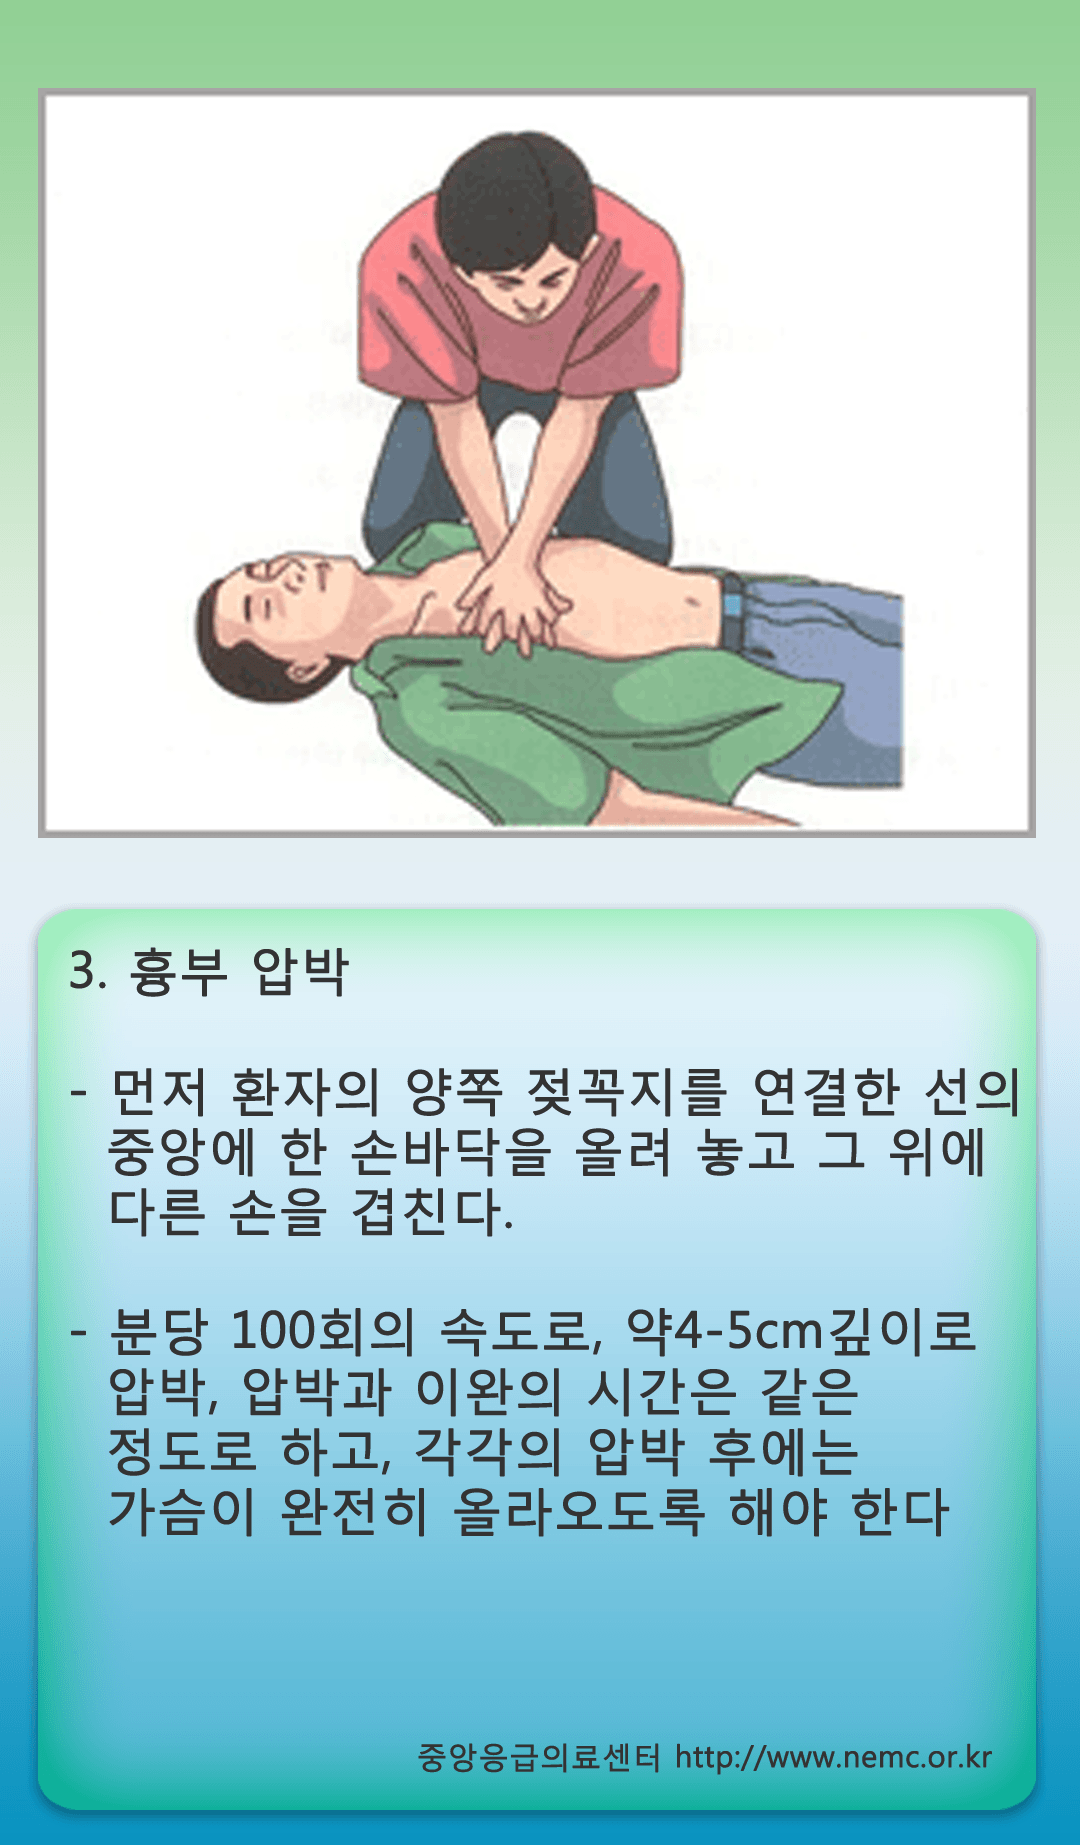 3. 흉부 압박
- 먼저 환자의 양쪽 젖꼭지를 연결한 선의
중앙에 한 손바닥을 올려 놓고 그 위에
다른 손을 겹친다.
- 분당 100회의 속도로, 약4-5cm깊이로
압박, 압박과 이완의 시간은 같은
정도로 하고, 각각의 압박 후에는
가슴이 완전히 올라오도록 해야 한다
중앙응급의료센터 http://www.nemc.or.kr